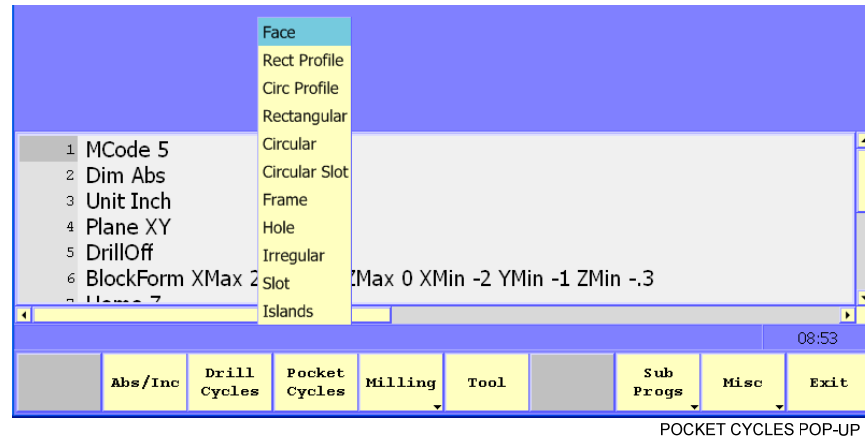 Face
Rect Profile
Circ Profile
Rectangular
Circular
Circular Slot
Frame
Hole
Irregular
Slot
Islands
1 MCode 5
2 Dim Abs
3 Unit Inch
4 Plane XY
5 DrillOff
6 BlockForm XMax 2 ZMax 0 XMin -2 YMin -1 ZMin -.3
08:53
Abs/Inc
Drill
Cycles
Pocket
Cycles
Milling
Tool
Sub
Progs
Misc
Exit
POCKET CYCLES POP-UP